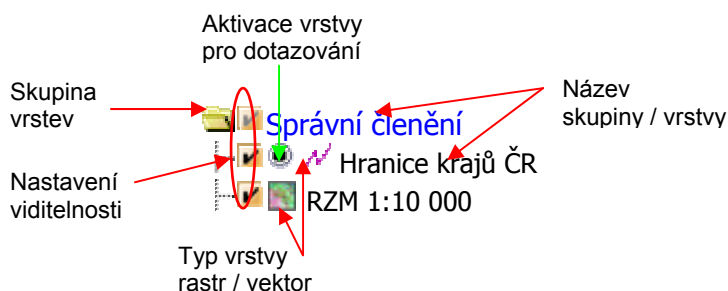 Aktivace vrstvy
pro dotazování
Skupina
vrstev
Název
skupiny / vrstvy
Správní členění
Hranice krajů ČR
Nastavení
viditelnosti
RZM 1:10 000
Typ vrstvy
rastr / vektor